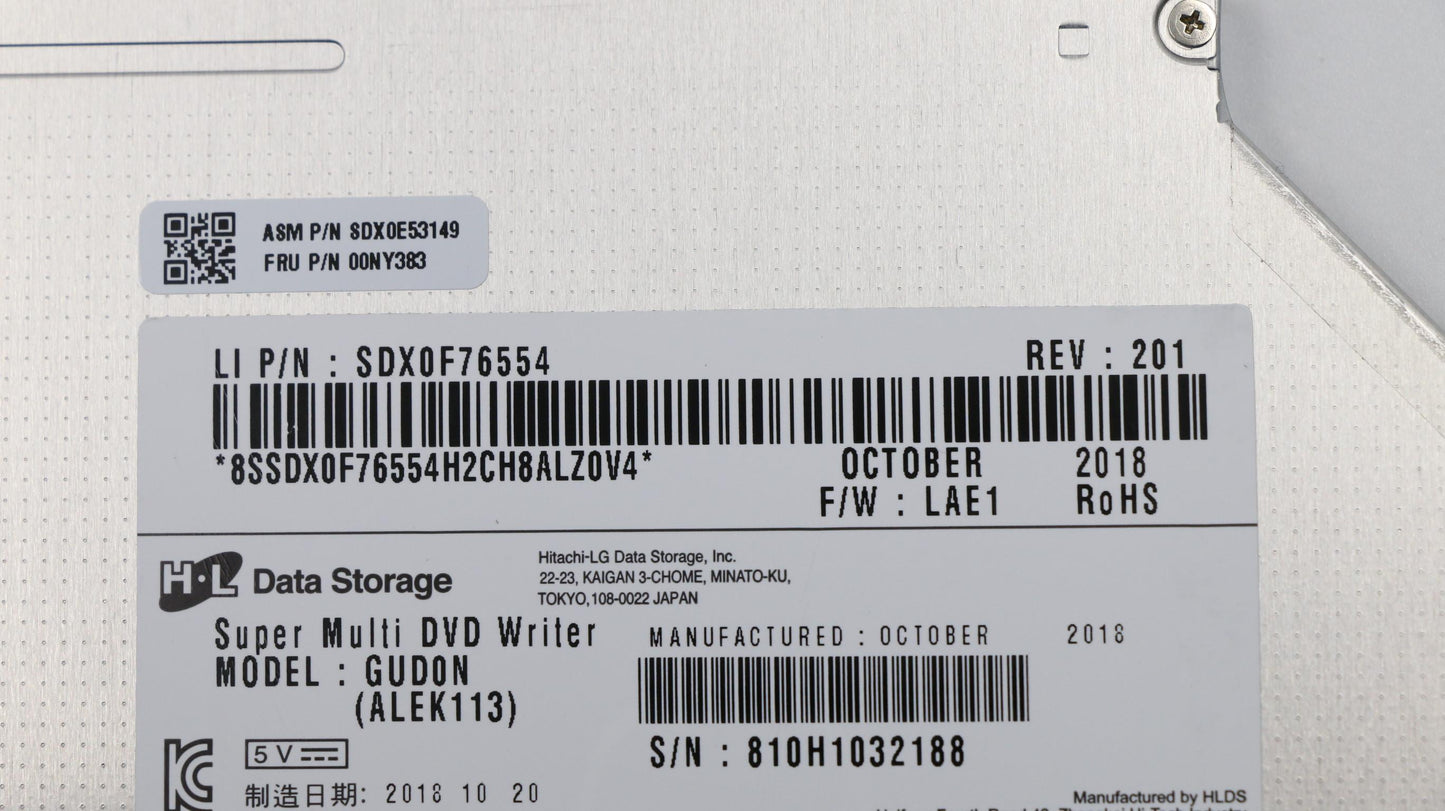 ASM P/N SDX0E53149
FRU P/N 00NY383
LI P/N : SDX0F76554
REV : 201
*8SSDX0F76554H2CH8ALZ0V4*
OCTOBER 2018
F/W : LAE1 RoHS
H·L Data Storage
Hitachi-LG Data Storage, Inc.
22-23, KAIGAN 3-CHOME, MINATO-KU,
TOKYO,108-0022 JAPAN
Super Multi DVD Writer
MODEL : GUD0N
(ALEK113)
MANUFACTURED : OCTOBER 2018
S/N : 810H1032188
5 V
制造日期: 2018 10 20
Manufactured by HLDS